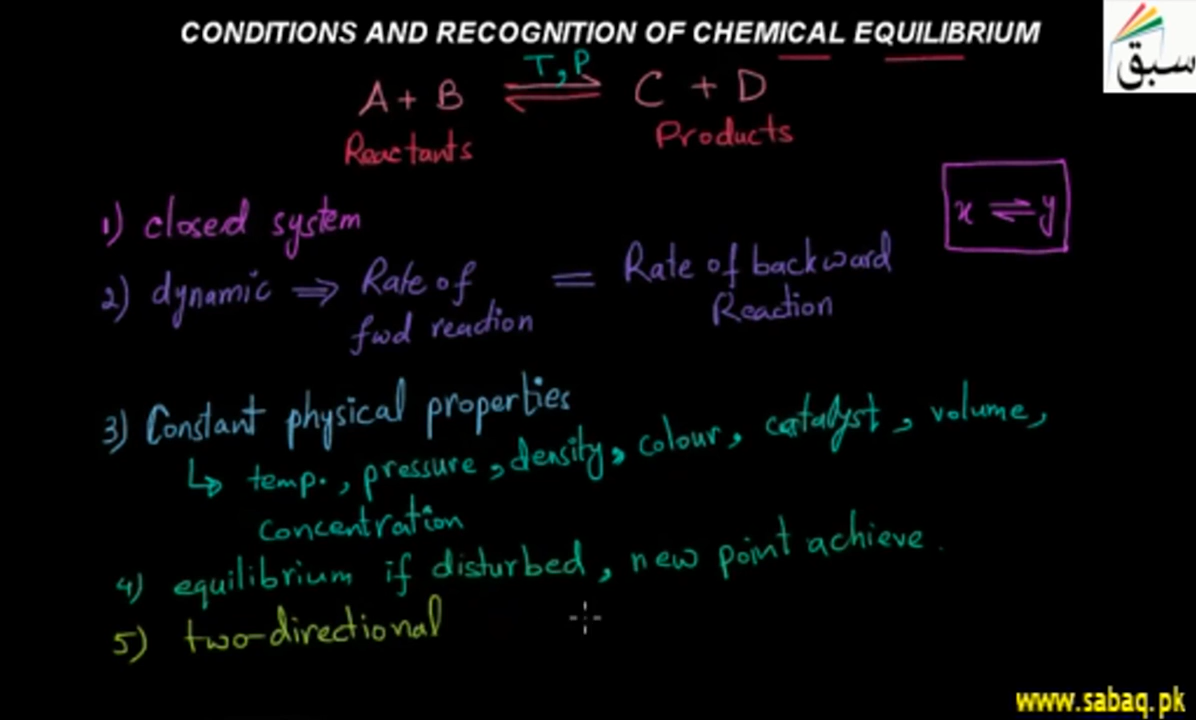 CONDITIONS AND RECOGNITION OF CHEMICAL EQUILIBRIUM
سبق
T, P
A + B ⇌ C + D
Reactants Products
x ⇌ y
1) closed system
2) dynamic ⇒ Rate of fwd reaction = Rate of backward Reaction
3) Constant physical properties
↳ temp., pressure, density, colour, catalyst, volume,
concentration
4) equilibrium if disturbed, new point achieve.
5) two-directional
www.sabaq.pk